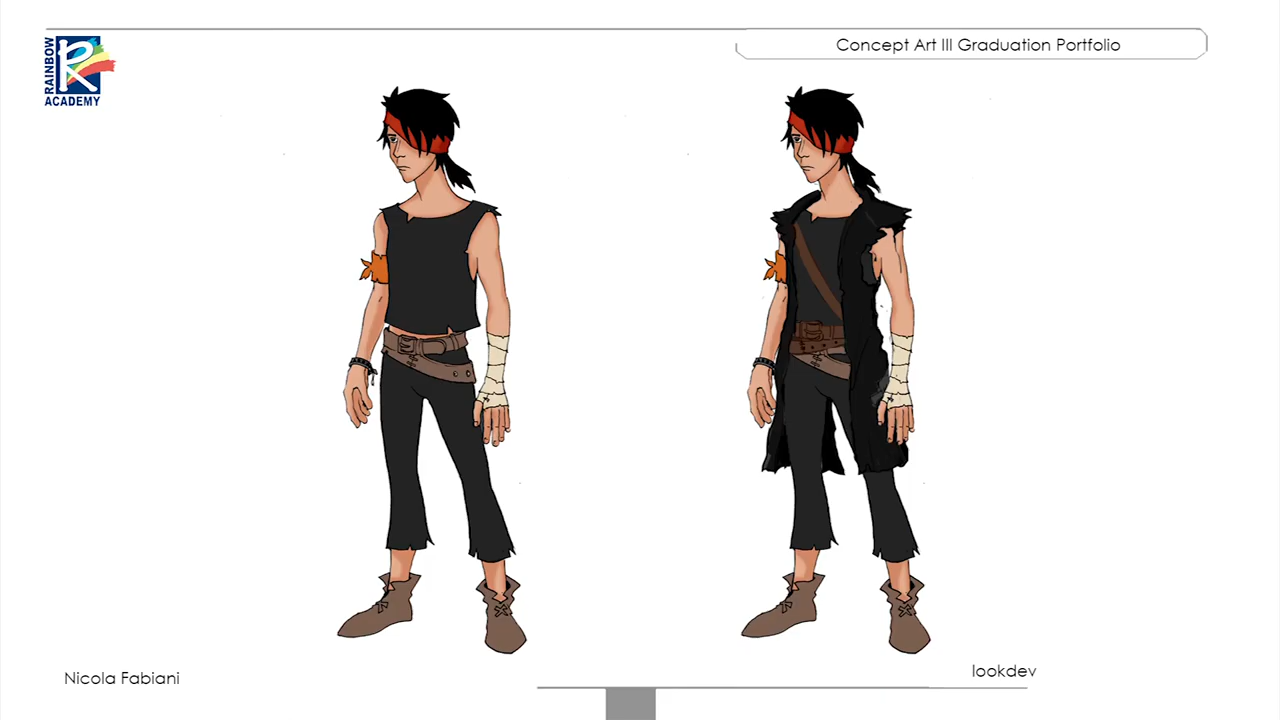 RAINBOW
ACADEMY
Concept Art III Graduation Portfolio
Nicola Fabiani
lookdev